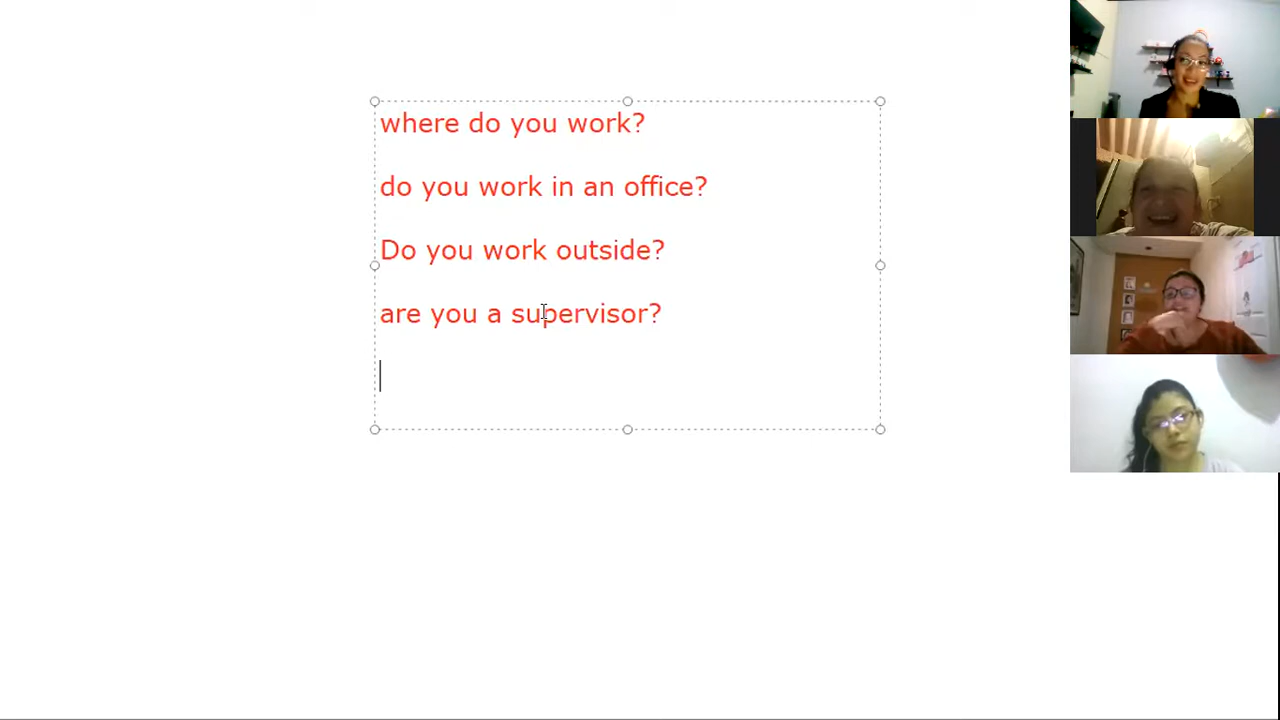 where do you work?
do you work in an office?
Do you work outside?
are you a supervisor?